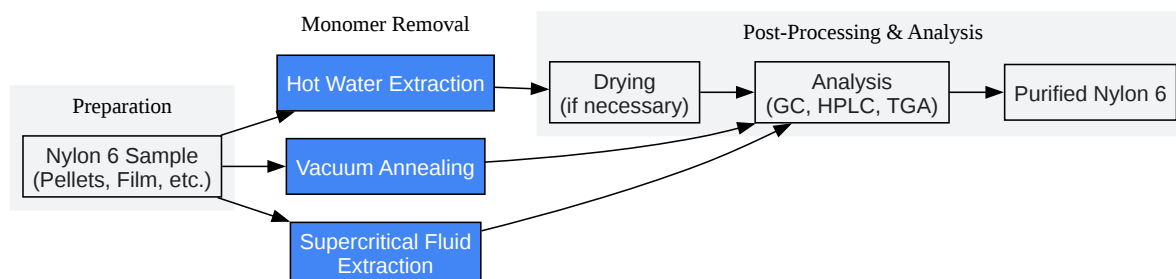 Monomer Removal
Post-Processing & Analysis
Preparation
Hot Water Extraction
Drying
(if necessary)
Analysis
(GC, HPLC, TGA)
Purified Nylon 6
Nylon 6 Sample
(Pellets, Film, etc.)
Vacuum Annealing
Supercritical Fluid
Extraction